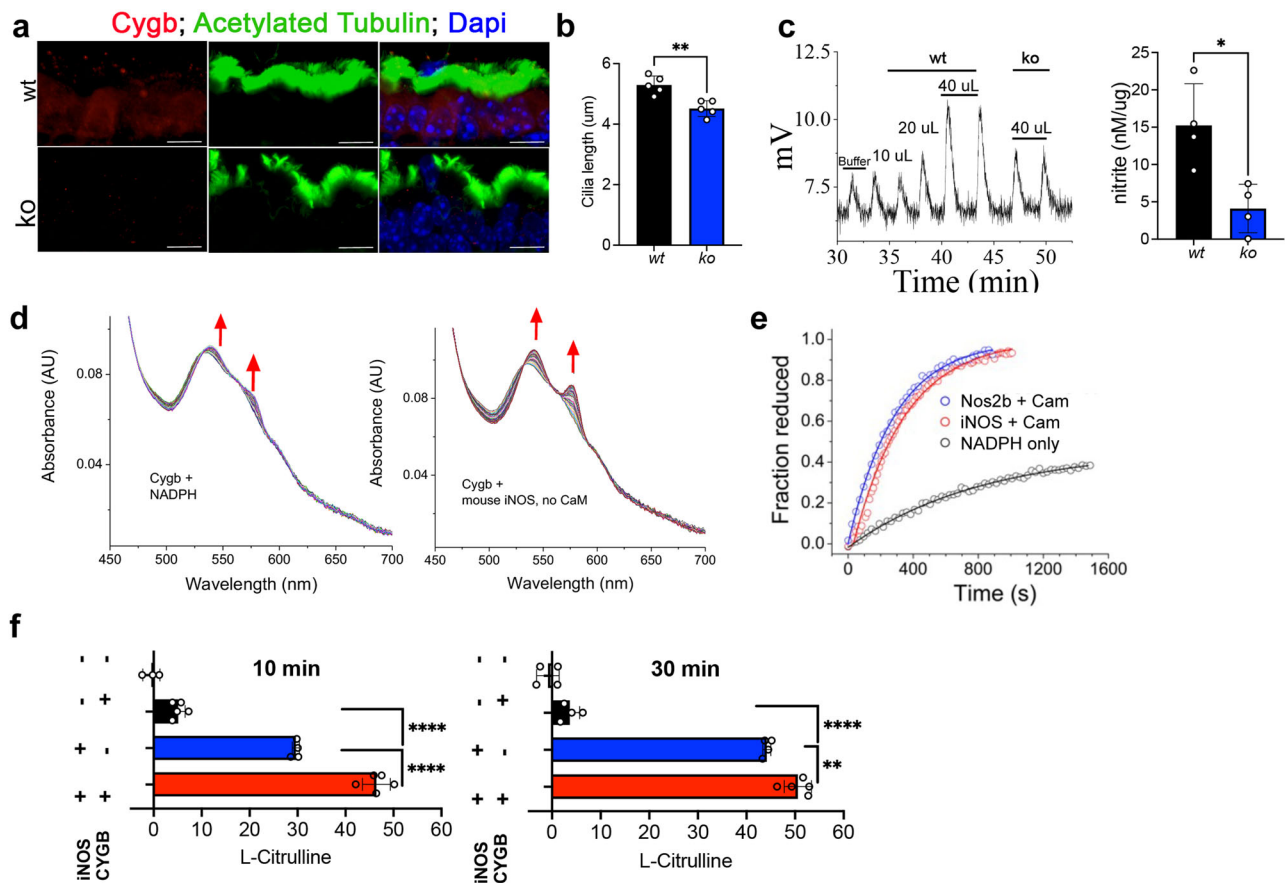 a
Cygb; Acetylated Tubulin; Dapi
wt
ko
b
**
Cilia length (um)
6
4
2
0
wt
ko
c
12.5
10.0
7.5
mV
wt
ko
40 uL
20 uL
40 uL
Buffer
10 uL
30 35 40 45 50
Time (min)
*
nitrite (nM/ug)
25
20
15
10
5
0
wt
ko
d
Absorbance (AU)
0.08
0.04
Cygb +
NADPH
450 500 550 600 650 700
Wavelength (nm)
Absorbance (AU)
0.08
0.04
Cygb +
mouse iNOS, no CaM
450 500 550 600 650 700
Wavelength (nm)
e
Fraction reduced
1.0
0.8
0.6
0.4
0.2
0.0
Nos2b + Cam
iNOS + Cam
NADPH only
0 400 800 1200 1600
Time (s)
f
10 min
- -
- +
+ -
+ +
iNOS
CYGB
****
****
0 10 20 30 40 50 60
L-Citrulline
30 min
- -
- +
+ -
+ +
iNOS
CYGB
****
**
0 10 20 30 40 50 60
L-Citrulline